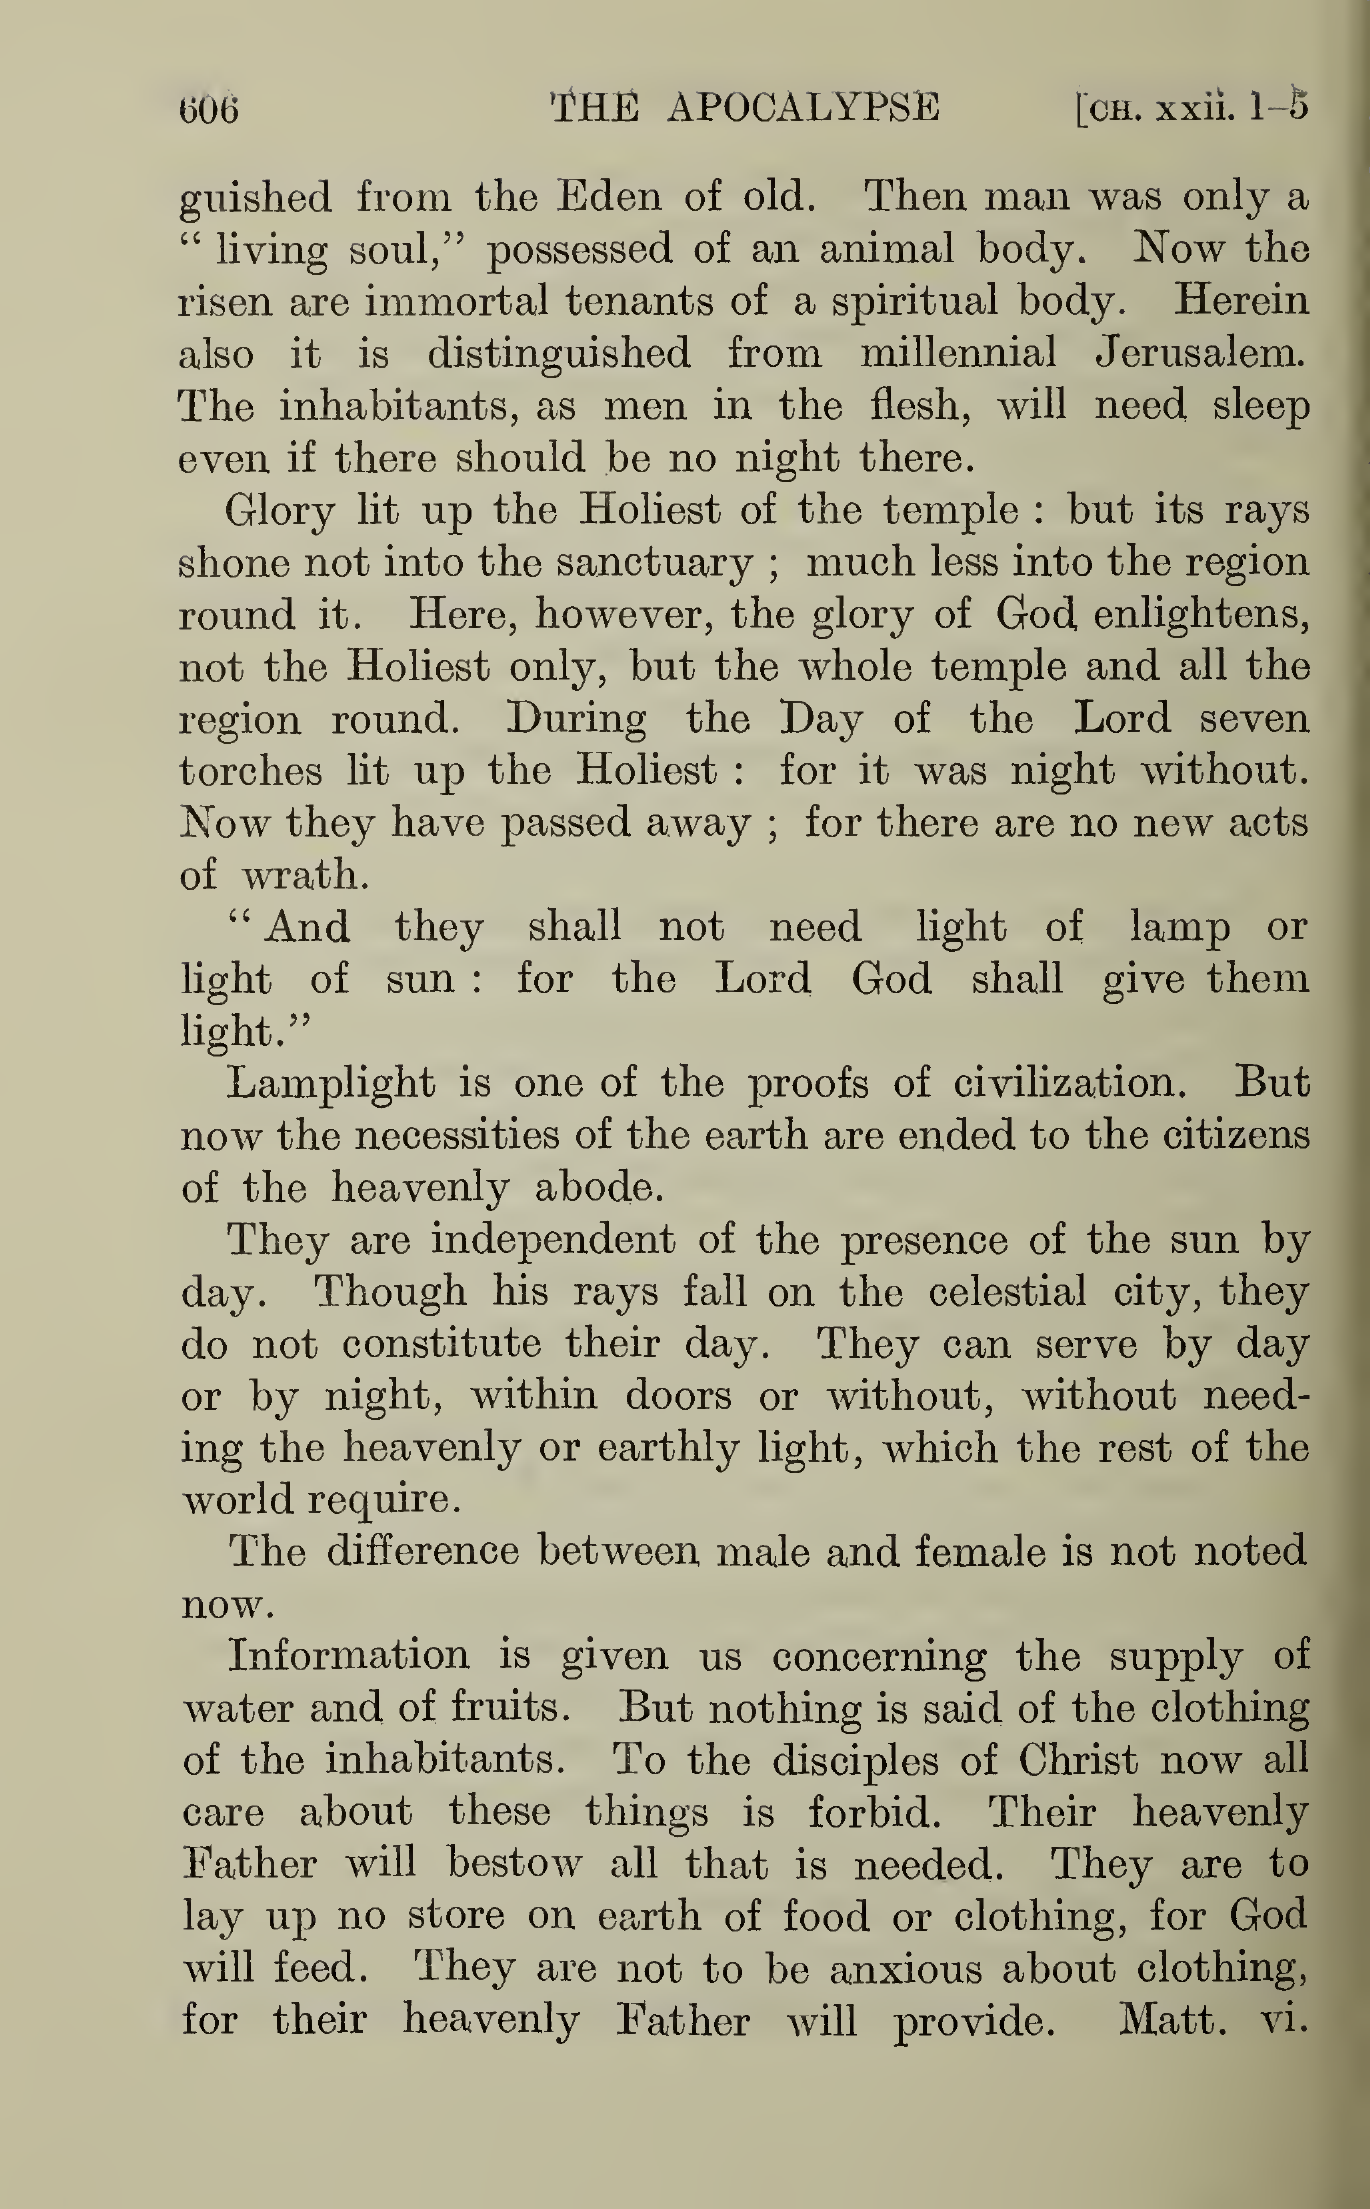 606 THE APOCALYPSE [CH. xxii. 1–5
guished from the Eden of old. Then man was only a
“ living soul,” possessed of an animal body. Now the
risen are immortal tenants of a spiritual body. Herein
also it is distinguished from millennial Jerusalem.
The inhabitants, as men in the flesh, will need sleep
even if there should be no night there.
Glory lit up the Holiest of the temple : but its rays
shone not into the sanctuary ; much less into the region
round it. Here, however, the glory of God enlightens,
not the Holiest only, but the whole temple and all the
region round. During the Day of the Lord seven
torches lit up the Holiest : for it was night without.
Now they have passed away ; for there are no new acts
of wrath.
“ And they shall not need light of lamp or
light of sun : for the Lord God shall give them
light.”
Lamplight is one of the proofs of civilization. But
now the necessities of the earth are ended to the citizens
of the heavenly abode.
They are independent of the presence of the sun by
day. Though his rays fall on the celestial city, they
do not constitute their day. They can serve by day
or by night, within doors or without, without need-
ing the heavenly or earthly light, which the rest of the
world require.
The difference between male and female is not noted
now.
Information is given us concerning the supply of
water and of fruits. But nothing is said of the clothing
of the inhabitants. To the disciples of Christ now all
care about these things is forbid. Their heavenly
Father will bestow all that is needed. They are to
lay up no store on earth of food or clothing, for God
will feed. They are not to be anxious about clothing,
for their heavenly Father will provide. Matt. vi.